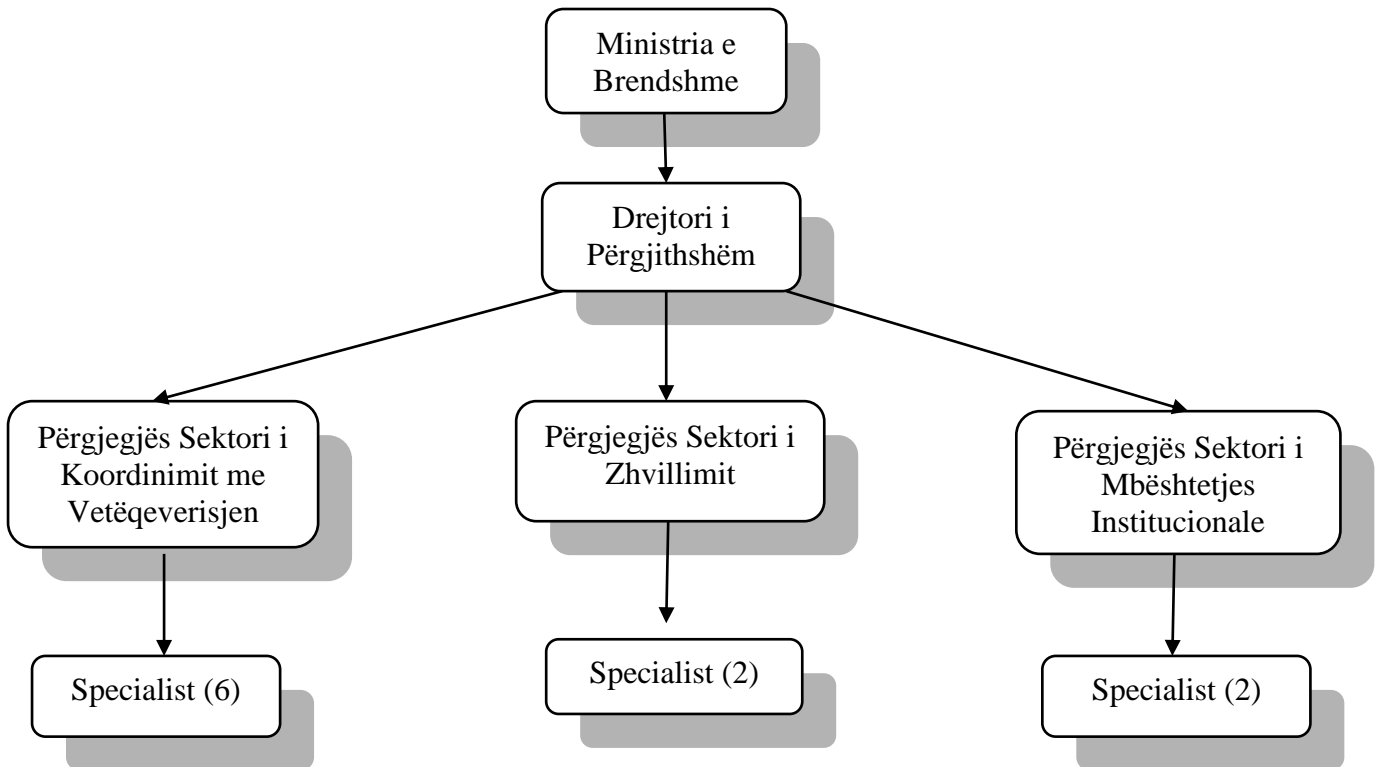 Ministria e
Brendshme
Drejtori i
Përgjithshëm
Përgjegjës Sektori i
Koordinimit me
Vetëqeverisjen
Përgjegjës Sektori i
Zhvillimit
Përgjegjës Sektori i
Mbështetjes
Institucionale
Specialist (6)
Specialist (2)
Specialist (2)